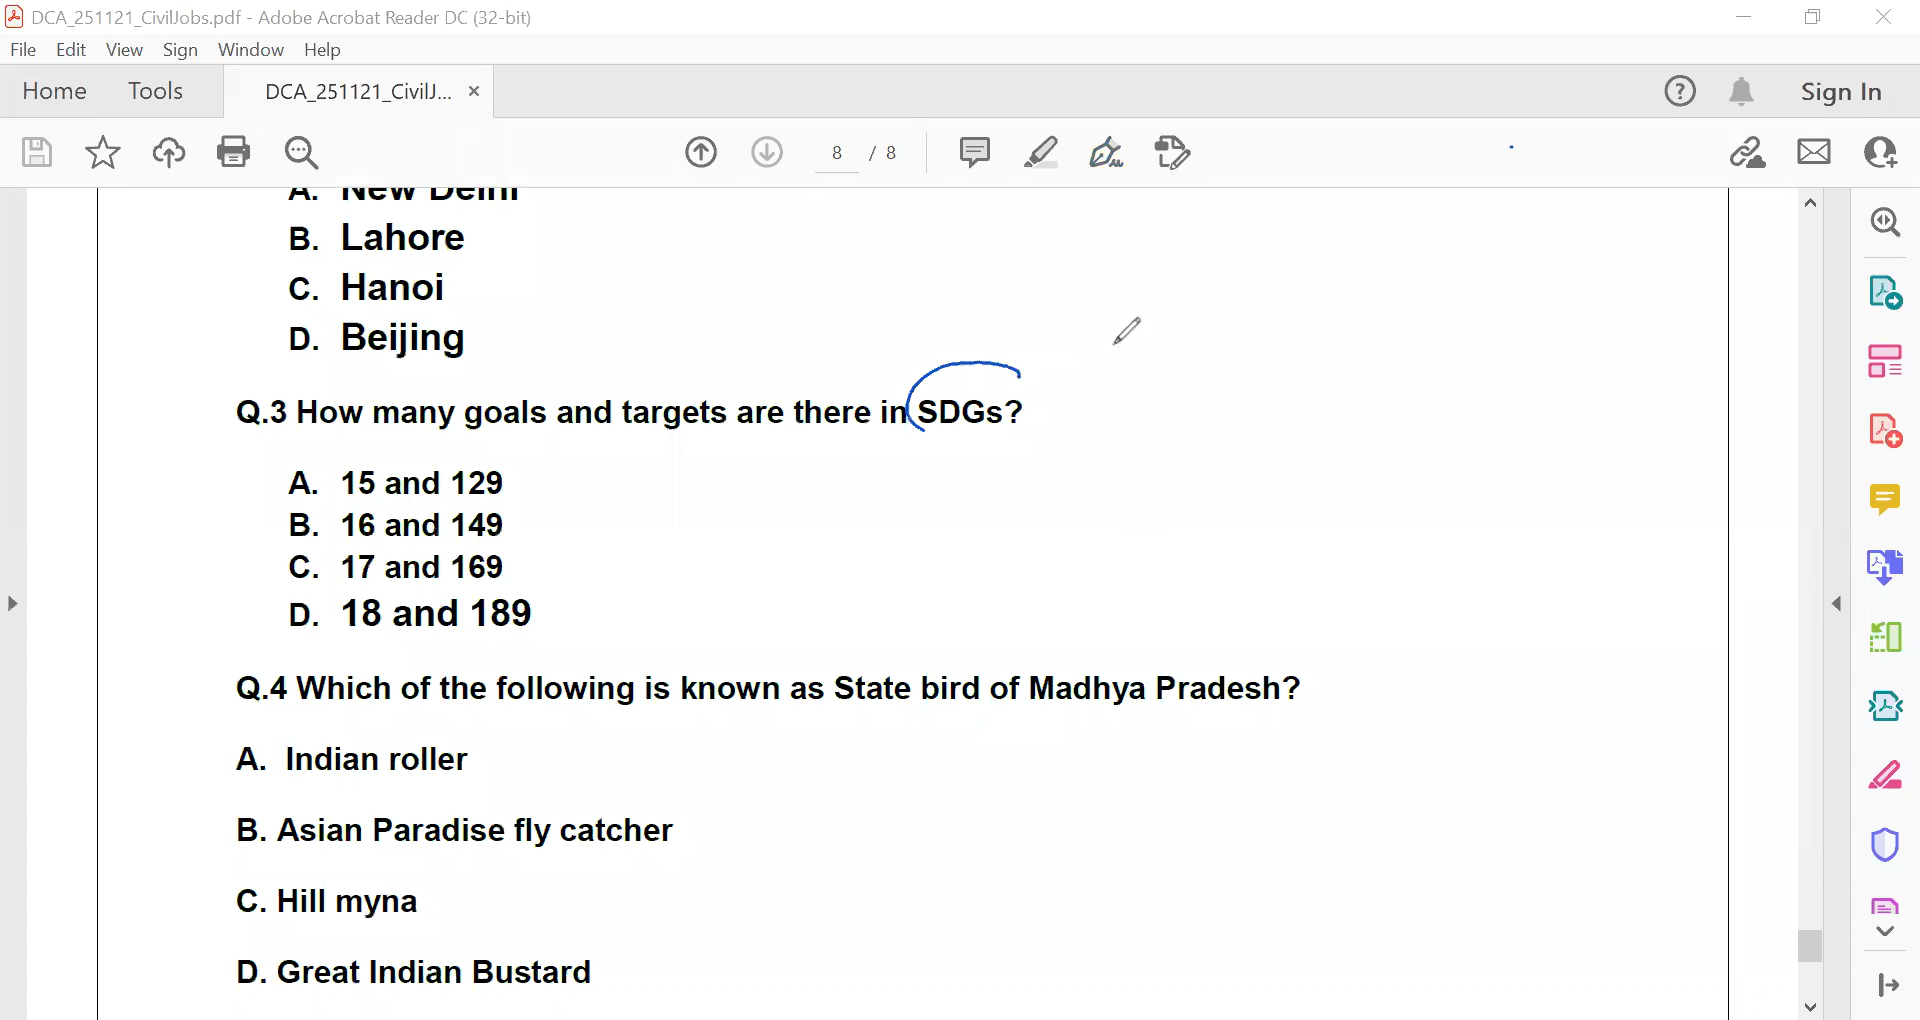 DCA_251121_CivilJobs.pdf - Adobe Acrobat Reader DC (32-bit)
File Edit View Sign Window Help
Home Tools DCA_251121_CivilJ... × Sign In
8 / 8
A. New Delhi
B. Lahore
C. Hanoi
D. Beijing
Q.3 How many goals and targets are there in SDGs?
A. 15 and 129
B. 16 and 149
C. 17 and 169
D. 18 and 189
Q.4 Which of the following is known as State bird of Madhya Pradesh?
A. Indian roller
B. Asian Paradise fly catcher
C. Hill myna
D. Great Indian Bustard